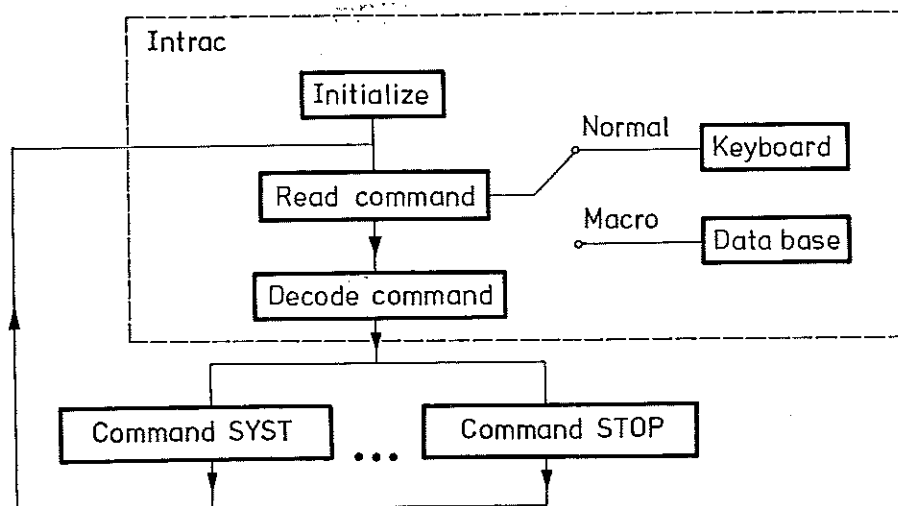 Intrac
Initialize
Normal
Keyboard
Read command
Macro
Data base
Decode command
Command SYST
Command STOP